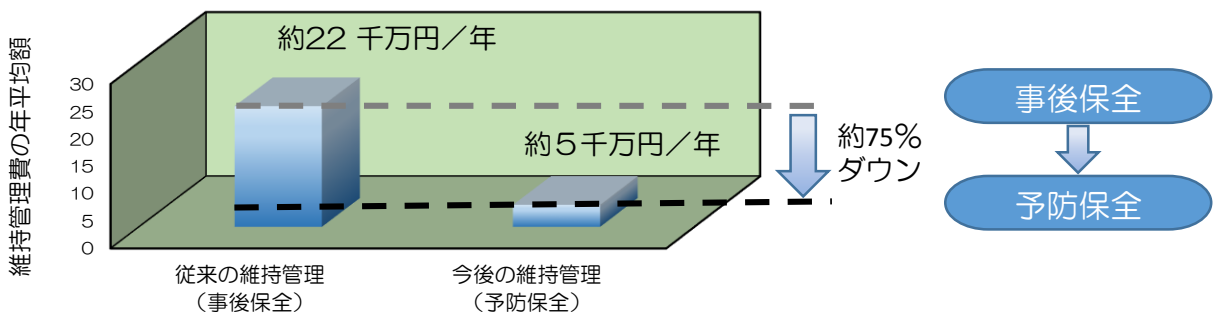 維持管理費の年平均額
30
25
20
15
10
5
0
約22 千万円／年
約５千万円／年
約75%
ダウン
従来の維持管理
（事後保全）
今後の維持管理
（予防保全）
事後保全
予防保全